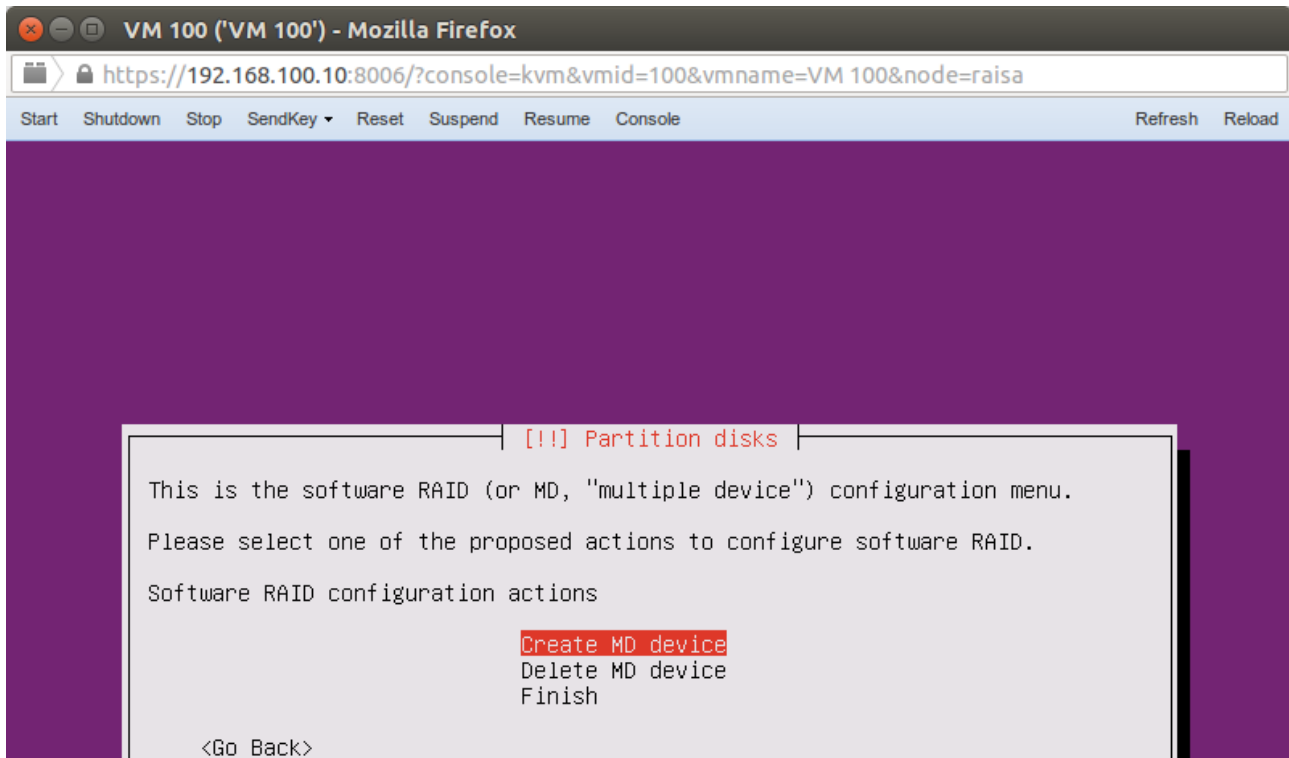 VM 100 ('VM 100') - Mozilla Firefox
https://192.168.100.10:8006/?console=kvm&vmid=100&vmname=VM 100&node=raisa
Start Shutdown Stop SendKey Reset Suspend Resume Console Refresh Reload
[!!] Partition disks
This is the software RAID (or MD, "multiple device") configuration menu.
Please select one of the proposed actions to configure software RAID.
Software RAID configuration actions
Create MD device
Delete MD device
Finish
<Go Back>